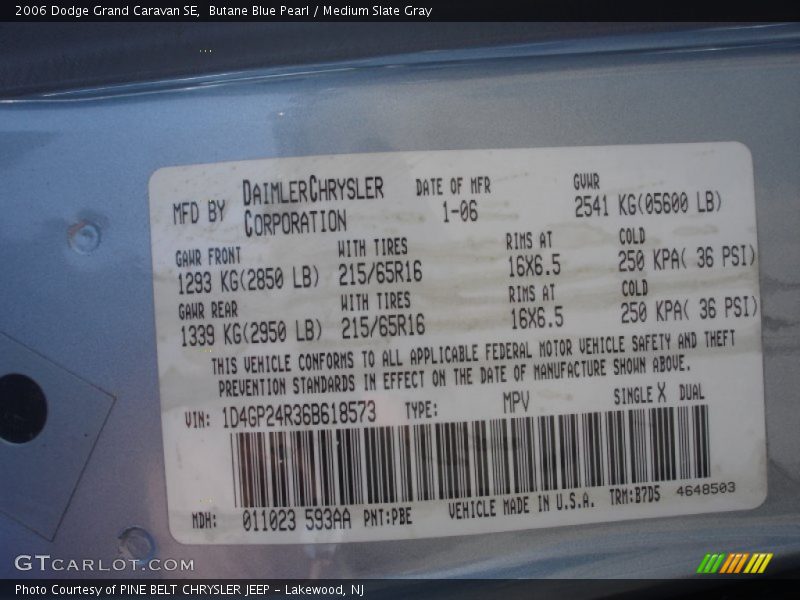 2006 Dodge Grand Caravan SE,  Butane Blue Pearl / Medium Slate Gray
MFD BY DAIMLERCHRYSLER CORPORATION
DATE OF MFR 1-06
GVWR 2541 KG(05600 LB)
GAWR FRONT WITH TIRES RIMS AT COLD
1293 KG(2850 LB) 215/65R16 16X6.5 250 KPA( 36 PSI)
GAWR REAR WITH TIRES RIMS AT COLD
1339 KG(2950 LB) 215/65R16 16X6.5 250 KPA( 36 PSI)
THIS VEHICLE CONFORMS TO ALL APPLICABLE FEDERAL MOTOR VEHICLE SAFETY AND THEFT
PREVENTION STANDARDS IN EFFECT ON THE DATE OF MANUFACTURE SHOWN ABOVE.
VIN: 1D4GP24R36B618573 TYPE: MPV SINGLE X DUAL
MDH: 011023 593AA PNT:PBE VEHICLE MADE IN U.S.A. TRM:B7D5 4648503
GTCARLOT.COM
Photo Courtesy of PINE BELT CHRYSLER JEEP - Lakewood, NJ